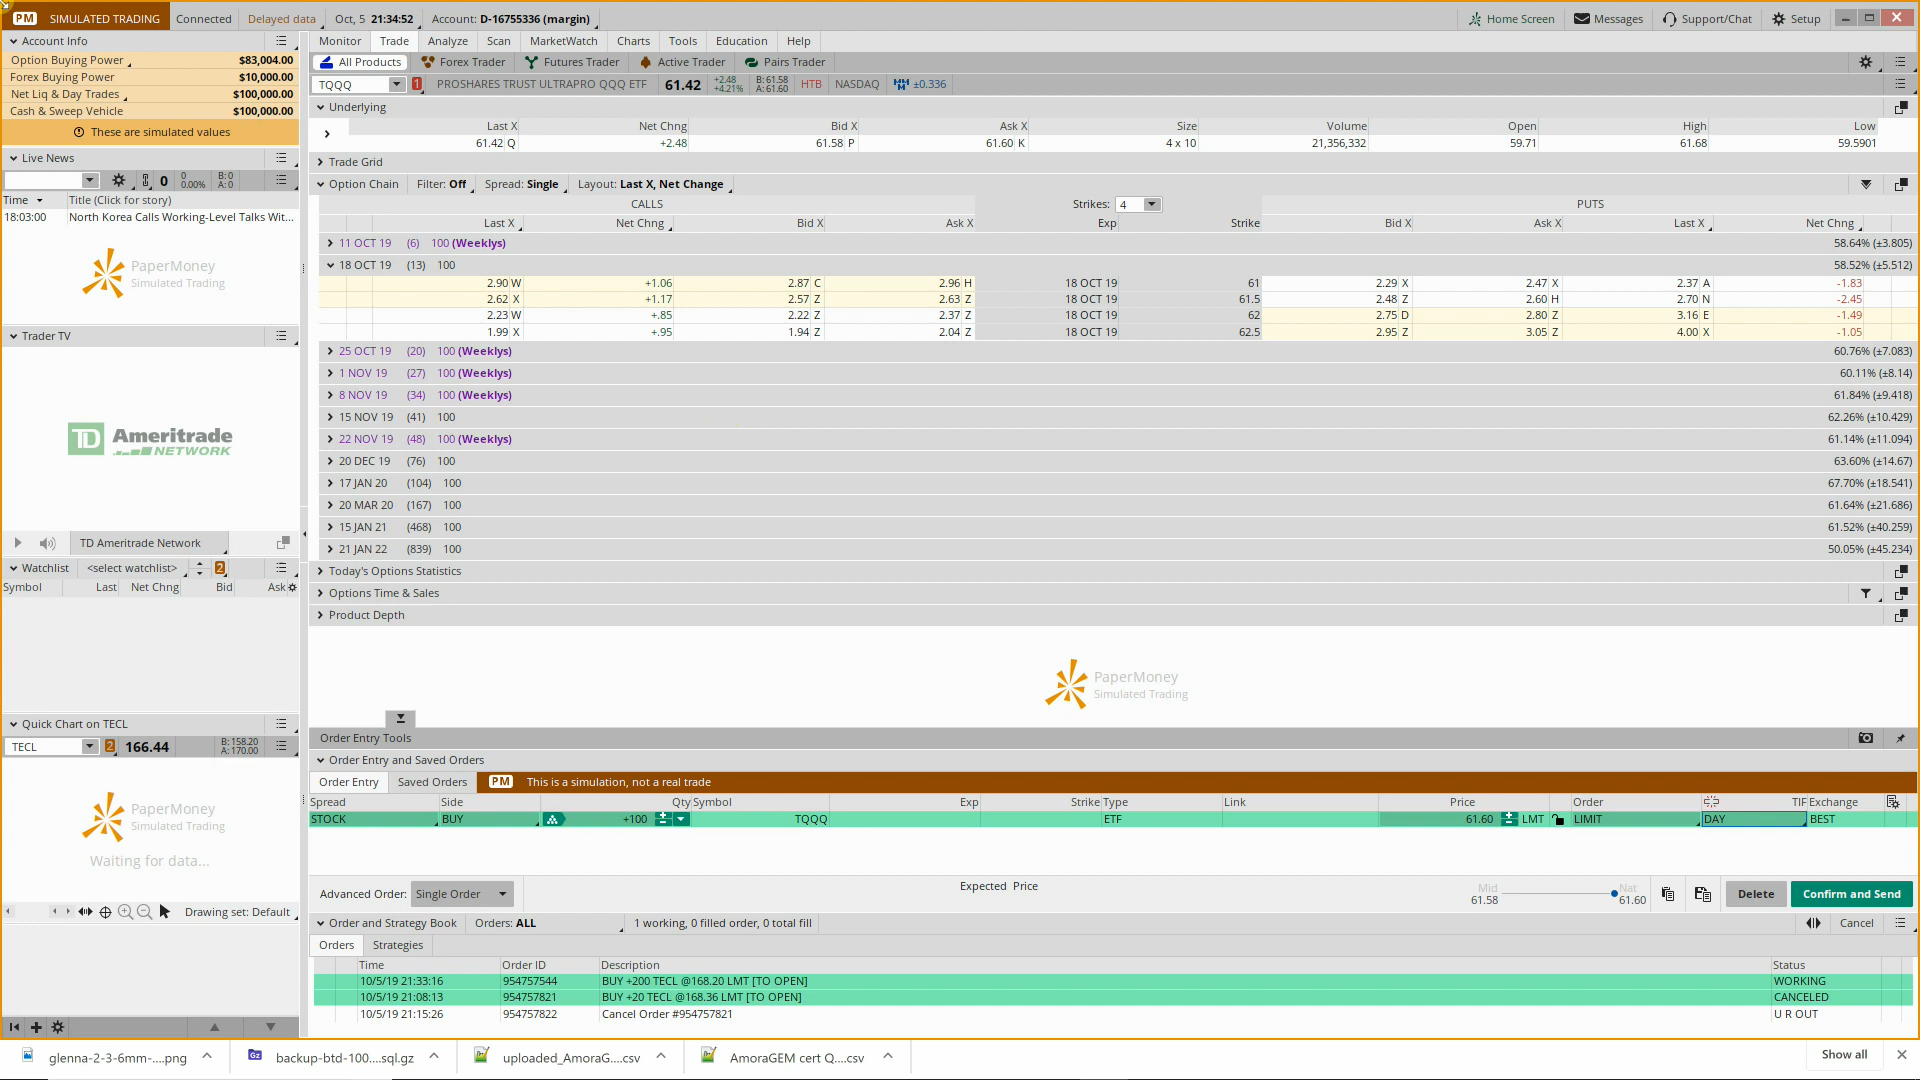 PM SIMULATED TRADING Connected Delayed data Oct, 5 21:34:52 Account: D-16755336 (margin) Home Screen Messages Support/Chat Setup
Account Info
Option Buying Power $83,004.00
Forex Buying Power $10,000.00
Net Liq & Day Trades $100,000.00
Cash & Sweep Vehicle $100,000.00
These are simulated values
Live News
0 0 0.00% B: 0 A: 0
Time Title (Click for story)
18:03:00 North Korea Calls Working-Level Talks Wit...
PaperMoney
Simulated Trading
Trader TV
TD Ameritrade
NETWORK
TD Ameritrade Network
Watchlist <select watchlist> 2
Symbol Last Net Chng Bid Ask
Quick Chart on TECL
TECL 2 166.44 B: 158.20 A: 170.00
PaperMoney
Simulated Trading
Waiting for data...
Drawing set: Default
Monitor Trade Analyze Scan MarketWatch Charts Tools Education Help
All Products Forex Trader Futures Trader Active Trader Pairs Trader
TQQQ 1 PROSHARES TRUST ULTRAPRO QQQ ETF 61.42 +2.48 +4.21% B: 61.58 A: 61.60 HTB NASDAQ ±0.336
Underlying
Last X Net Chng Bid X Ask X Size Volume Open High Low
61.42 Q +2.48 61.58 P 61.60 K 4 x 10 21,356,332 59.71 61.68 59.5901
Trade Grid
Option Chain Filter: Off Spread: Single Layout: Last X, Net Change
CALLS Strikes: 4 PUTS
Last X Net Chng Bid X Ask X Exp Strike Bid X Ask X Last X Net Chng
11 OCT 19 (6) 100 (Weeklys) 58.64% (±3.805)
18 OCT 19 (13) 100 58.52% (±5.512)
2.90 W +1.06 2.87 C 2.96 H 18 OCT 19 61 2.29 X 2.47 X 2.37 A -1.83
2.62 X +1.17 2.57 Z 2.63 Z 18 OCT 19 61.5 2.48 Z 2.60 H 2.70 N -2.45
2.23 W +.85 2.22 Z 2.37 Z 18 OCT 19 62 2.75 D 2.80 Z 3.16 E -1.49
1.99 X +.95 1.94 Z 2.04 Z 18 OCT 19 62.5 2.95 Z 3.05 Z 4.00 X -1.05
25 OCT 19 (20) 100 (Weeklys) 60.76% (±7.083)
1 NOV 19 (27) 100 (Weeklys) 60.11% (±8.14)
8 NOV 19 (34) 100 (Weeklys) 61.84% (±9.418)
15 NOV 19 (41) 100 62.26% (±10.429)
22 NOV 19 (48) 100 (Weeklys) 61.14% (±11.094)
20 DEC 19 (76) 100 63.60% (±14.67)
17 JAN 20 (104) 100 67.70% (±18.541)
20 MAR 20 (167) 100 61.64% (±21.686)
15 JAN 21 (468) 100 61.52% (±40.259)
21 JAN 22 (839) 100 50.05% (±45.234)
Today's Options Statistics
Options Time & Sales
Product Depth
PaperMoney
Simulated Trading
Order Entry Tools
Order Entry and Saved Orders
Order Entry Saved Orders PM This is a simulation, not a real trade
Spread Side Qty Symbol Exp Strike Type Link Price Order TIF Exchange
STOCK BUY +100 TQQQ ETF 61.60 LMT LIMIT DAY BEST
Advanced Order: Single Order Expected Price Mid 61.58 Nat 61.60 Delete Confirm and Send
Order and Strategy Book Orders: ALL 1 working, 0 filled order, 0 total fill Cancel
Orders Strategies
Time Order ID Description Status
10/5/19 21:33:16 954757544 BUY +200 TECL @168.20 LMT [TO OPEN] WORKING
10/5/19 21:08:13 954757821 BUY +20 TECL @168.36 LMT [TO OPEN] CANCELED
10/5/19 21:15:26 954757822 Cancel Order #954757821 U R OUT
glenna-2-3-6mm-....png Gz backup-btd-100....sql.gz uploaded_AmoraG....csv AmoraGEM cert Q....csv Show all